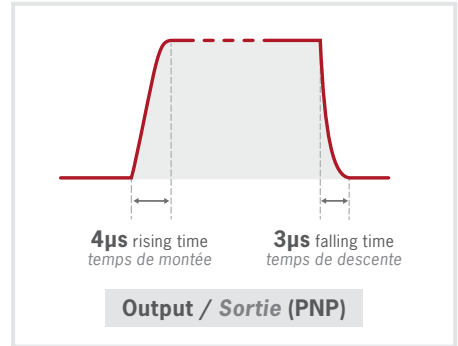 4µs rising time
temps de montée
3µs falling time
temps de descente
Output / Sortie (PNP)